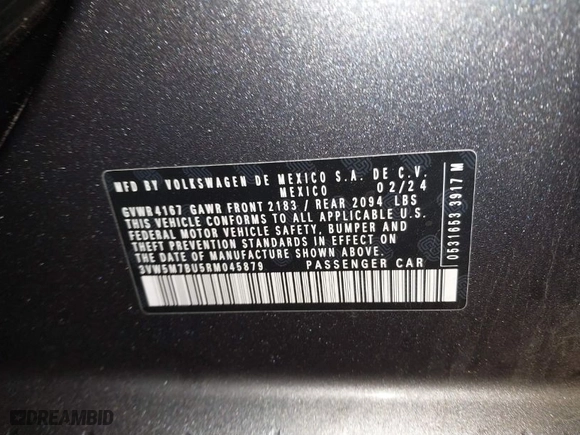 MFD BY VOLKSWAGEN DE MEXICO S.A. DE C.V.
MEXICO 02/24
GVWR4167 GAWR FRONT 2183 / REAR 2094 LBS
THIS VEHICLE CONFORMS TO ALL APPLICABLE U.S.
FEDERAL MOTOR VEHICLE SAFETY, BUMPER AND
THEFT PREVENTION STANDARDS IN EFFECT ON
THE DATE OF MANUFACTURE SHOWN ABOVE.
3VW5M7BU5RM045879 PASSENGER CAR
0531653 3917 M
DREAMBID